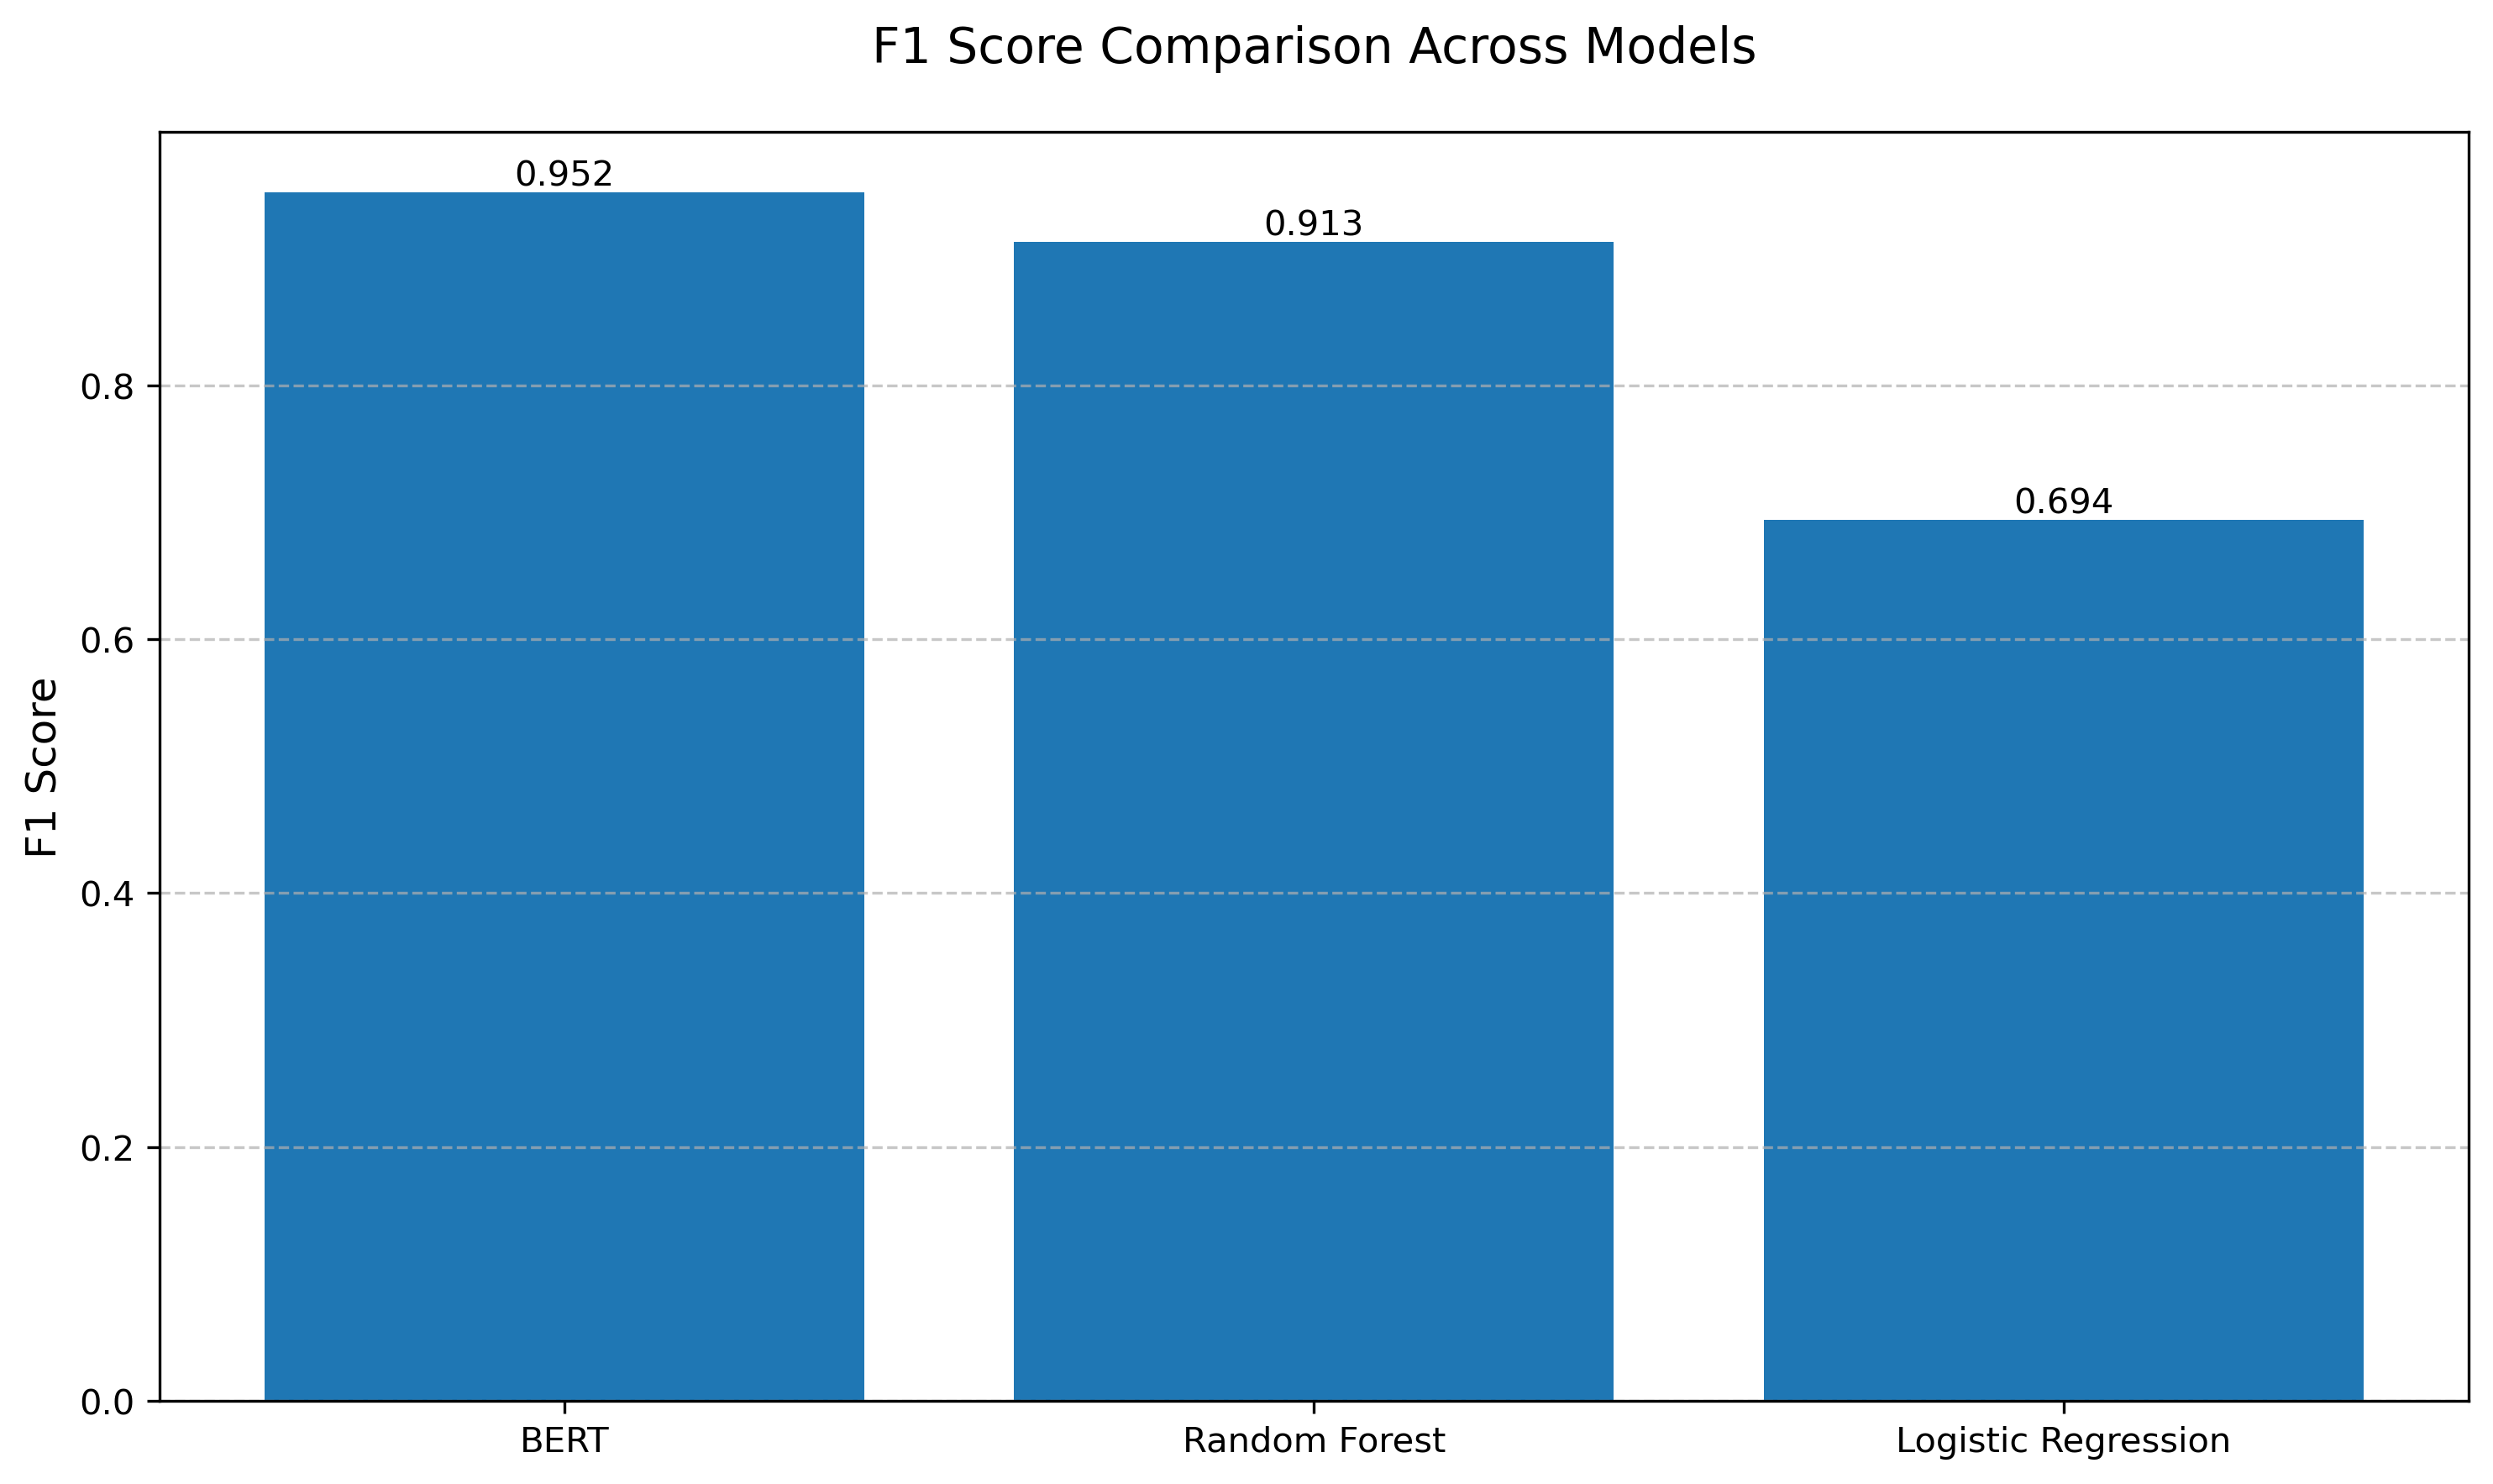 F1 Score Comparison Across Models
0.952
0.913
0.694
0.8
0.6
0.4
0.2
0.0
F1 Score
BERT
Random Forest
Logistic Regression